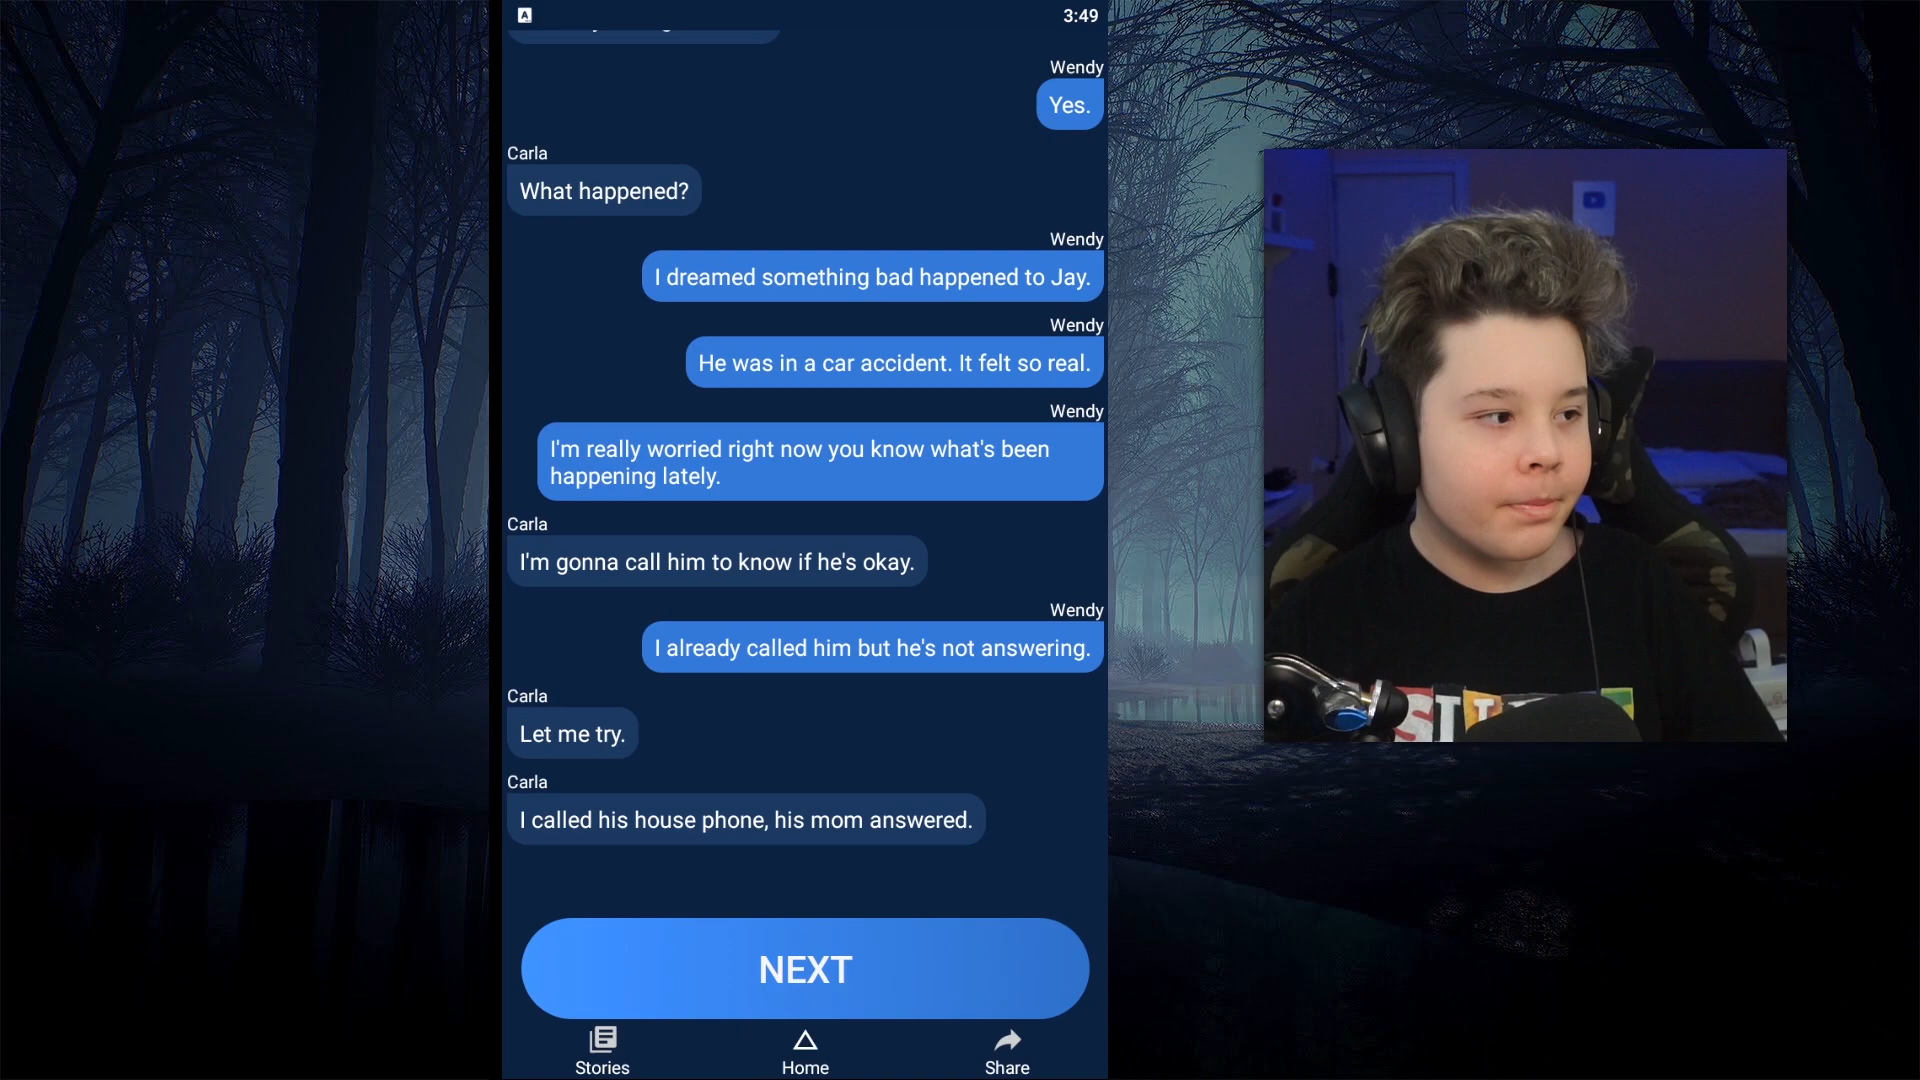 3:49
Wendy
Yes.
Carla
What happened?
Wendy
I dreamed something bad happened to Jay.
Wendy
He was in a car accident. It felt so real.
Wendy
I'm really worried right now you know what's been
happening lately.
Carla
I'm gonna call him to know if he's okay.
Wendy
I already called him but he's not answering.
Carla
Let me try.
Carla
I called his house phone, his mom answered.
NEXT
Stories
Home
Share